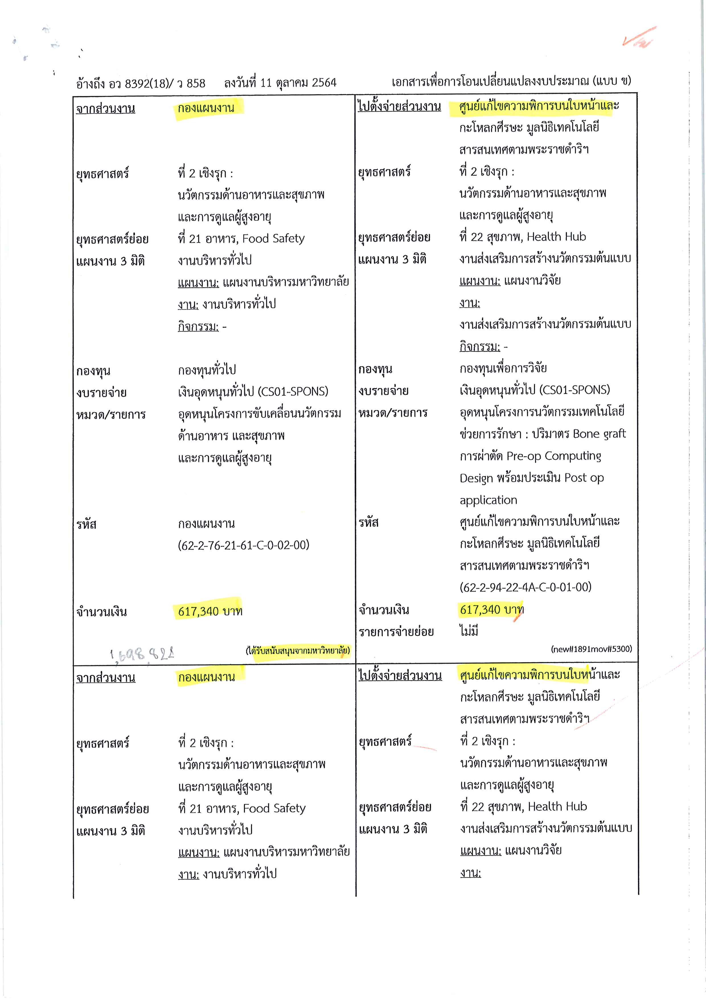 อ้างถึง อว 8392(18)/ ว 858 ลงวันที่ 11 ตุลาคม 2564 เอกสารเพื่อการโอนเปลี่ยนแปลงงบประมาณ (แบบ ข)
จากส่วนงาน กองแผนงาน
ยุทธศาสตร์ ที่ 2 เชิงรุก :
นวัตกรรมด้านอาหารและสุขภาพ
และการดูแลผู้สูงอายุ
ยุทธศาสตร์ย่อย ที่ 21 อาหาร, Food Safety
แผนงาน 3 มิติ งานบริหารทั่วไป
แผนงาน: แผนงานบริหารมหาวิทยาลัย
งาน: งานบริหารทั่วไป
กิจกรรม: -
กองทุน กองทุนทั่วไป
งบรายจ่าย เงินอุดหนุนทั่วไป (CS01-SPONS)
หมวด/รายการ อุดหนุนโครงการขับเคลื่อนนวัตกรรม
ด้านอาหาร และสุขภาพ
และการดูแลผู้สูงอายุ
รหัส กองแผนงาน
(62-2-76-21-61-C-0-02-00)
จำนวนเงิน 617,340 บาท
1,698,821 (ได้รับสนับสนุนจากมหาวิทยาลัย)
ไปตั้งจ่ายส่วนงาน ศูนย์แก้ไขความพิการบนใบหน้าและ
กะโหลกศีรษะ มูลนิธิเทคโนโลยี
สารสนเทศตามพระราชดำริฯ
ยุทธศาสตร์ ที่ 2 เชิงรุก :
นวัตกรรมด้านอาหารและสุขภาพ
และการดูแลผู้สูงอายุ
ยุทธศาสตร์ย่อย ที่ 22 สุขภาพ, Health Hub
แผนงาน 3 มิติ งานส่งเสริมการสร้างนวัตกรรมต้นแบบ
แผนงาน: แผนงานวิจัย
งาน:
งานส่งเสริมการสร้างนวัตกรรมต้นแบบ
กิจกรรม: -
กองทุน กองทุนเพื่อการวิจัย
งบรายจ่าย เงินอุดหนุนทั่วไป (CS01-SPONS)
หมวด/รายการ อุดหนุนโครงการนวัตกรรมเทคโนโลยี
ช่วยการรักษา : ปริมาตร Bone graft
การผ่าตัด Pre-op Computing
Design พร้อมประเมิน Post op
application
รหัส ศูนย์แก้ไขความพิการบนใบหน้าและ
กะโหลกศีรษะ มูลนิธิเทคโนโลยี
สารสนเทศตามพระราชดำริฯ
(62-2-94-22-4A-C-0-01-00)
จำนวนเงิน 617,340 บาท
รายการจ่ายย่อย ไม่มี
(new#1891mov#5300)
จากส่วนงาน กองแผนงาน
ยุทธศาสตร์ ที่ 2 เชิงรุก :
นวัตกรรมด้านอาหารและสุขภาพ
และการดูแลผู้สูงอายุ
ยุทธศาสตร์ย่อย ที่ 21 อาหาร, Food Safety
แผนงาน 3 มิติ งานบริหารทั่วไป
แผนงาน: แผนงานบริหารมหาวิทยาลัย
งาน: งานบริหารทั่วไป
ไปตั้งจ่ายส่วนงาน ศูนย์แก้ไขความพิการบนใบหน้าและ
กะโหลกศีรษะ มูลนิธิเทคโนโลยี
สารสนเทศตามพระราชดำริฯ
ยุทธศาสตร์ ที่ 2 เชิงรุก :
นวัตกรรมด้านอาหารและสุขภาพ
และการดูแลผู้สูงอายุ
ยุทธศาสตร์ย่อย ที่ 22 สุขภาพ, Health Hub
แผนงาน 3 มิติ งานส่งเสริมการสร้างนวัตกรรมต้นแบบ
แผนงาน: แผนงานวิจัย
งาน: